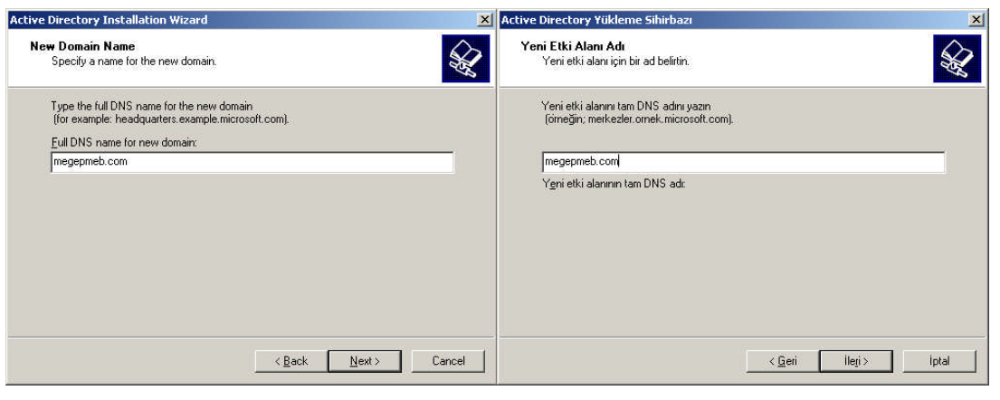 Active Directory Installation Wizard
New Domain Name
Specify a name for the new domain.
Type the full DNS name for the new domain
(for example: headquarters.example.microsoft.com).
Full DNS name for new domain:
megepmeb.com
< Back Next > Cancel
Active Directory Yükleme Sihirbazı
Yeni Etki Alanı Adı
Yeni etki alanı için bir ad belirtin.
Yeni etki alanını tam DNS adını yazın
(örneğin; merkezler.ornek.microsoft.com).
megepmeb.com
Yeni etki alanının tam DNS adı:
< Geri İleri > İptal